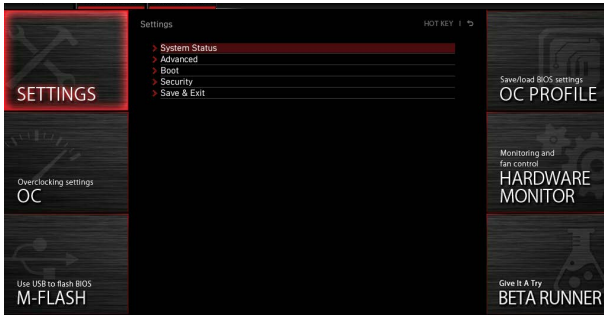 Settings
HOT KEY |
SETTINGS
Overclocking settings
OC
Use USB to flash BIOS
M-FLASH
> System Status
> Advanced
> Boot
> Security
> Save & Exit
Save/load BIOS settings
OC PROFILE
Monitoring and
fan control
HARDWARE
MONITOR
Give It A Try
BETA RUNNER